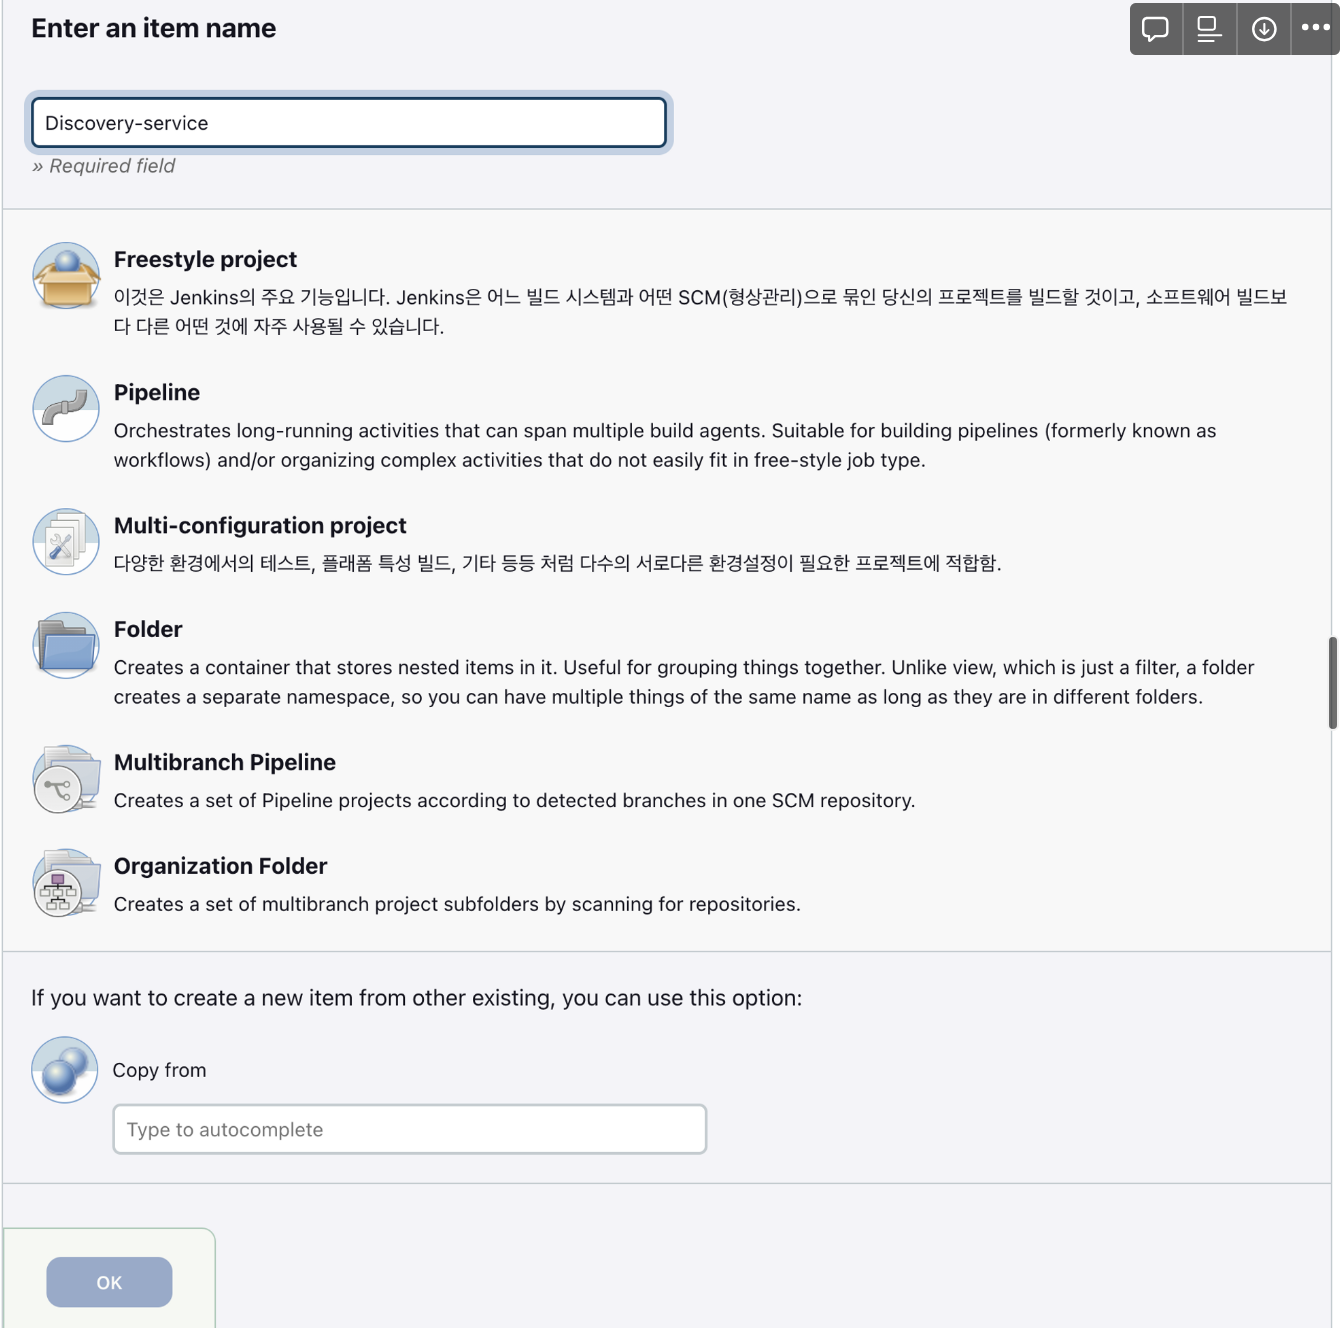 Enter an item name
Discovery-service
» Required field
Freestyle project
이것은 Jenkins의 주요 기능입니다. Jenkins은 어느 빌드 시스템과 어떤 SCM(형상관리)으로 묶인 당신의 프로젝트를 빌드할 것이고, 소프트웨어 빌드보
다 다른 어떤 것에 자주 사용될 수 있습니다.
Pipeline
Orchestrates long-running activities that can span multiple build agents. Suitable for building pipelines (formerly known as
workflows) and/or organizing complex activities that do not easily fit in free-style job type.
Multi-configuration project
다양한 환경에서의 테스트, 플래폼 특성 빌드, 기타 등등 처럼 다수의 서로다른 환경설정이 필요한 프로젝트에 적합함.
Folder
Creates a container that stores nested items in it. Useful for grouping things together. Unlike view, which is just a filter, a folder
creates a separate namespace, so you can have multiple things of the same name as long as they are in different folders.
Multibranch Pipeline
Creates a set of Pipeline projects according to detected branches in one SCM repository.
Organization Folder
Creates a set of multibranch project subfolders by scanning for repositories.
If you want to create a new item from other existing, you can use this option:
Copy from
Type to autocomplete
OK